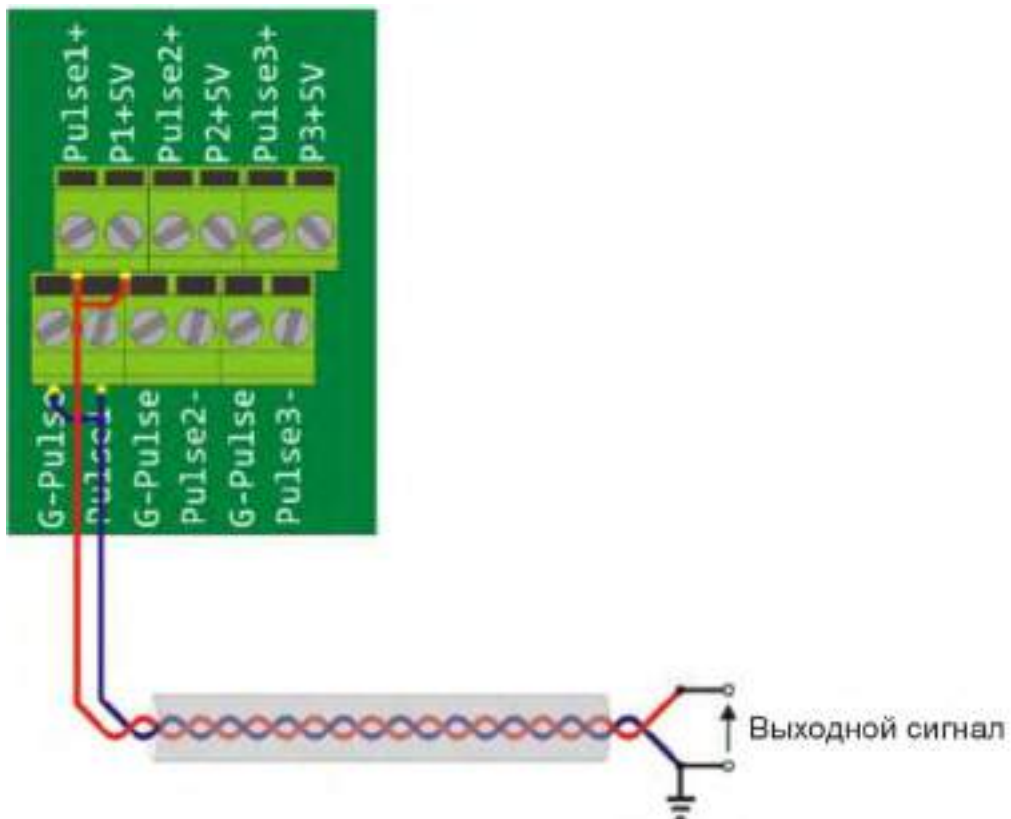 Pulse1+
P1+5V
Pulse2+
P2+5V
Pulse3+
P3+5V
G-Pulse
G-Pulse
Pulse2-
G-Pulse
Pulse3-
Выходной сигнал